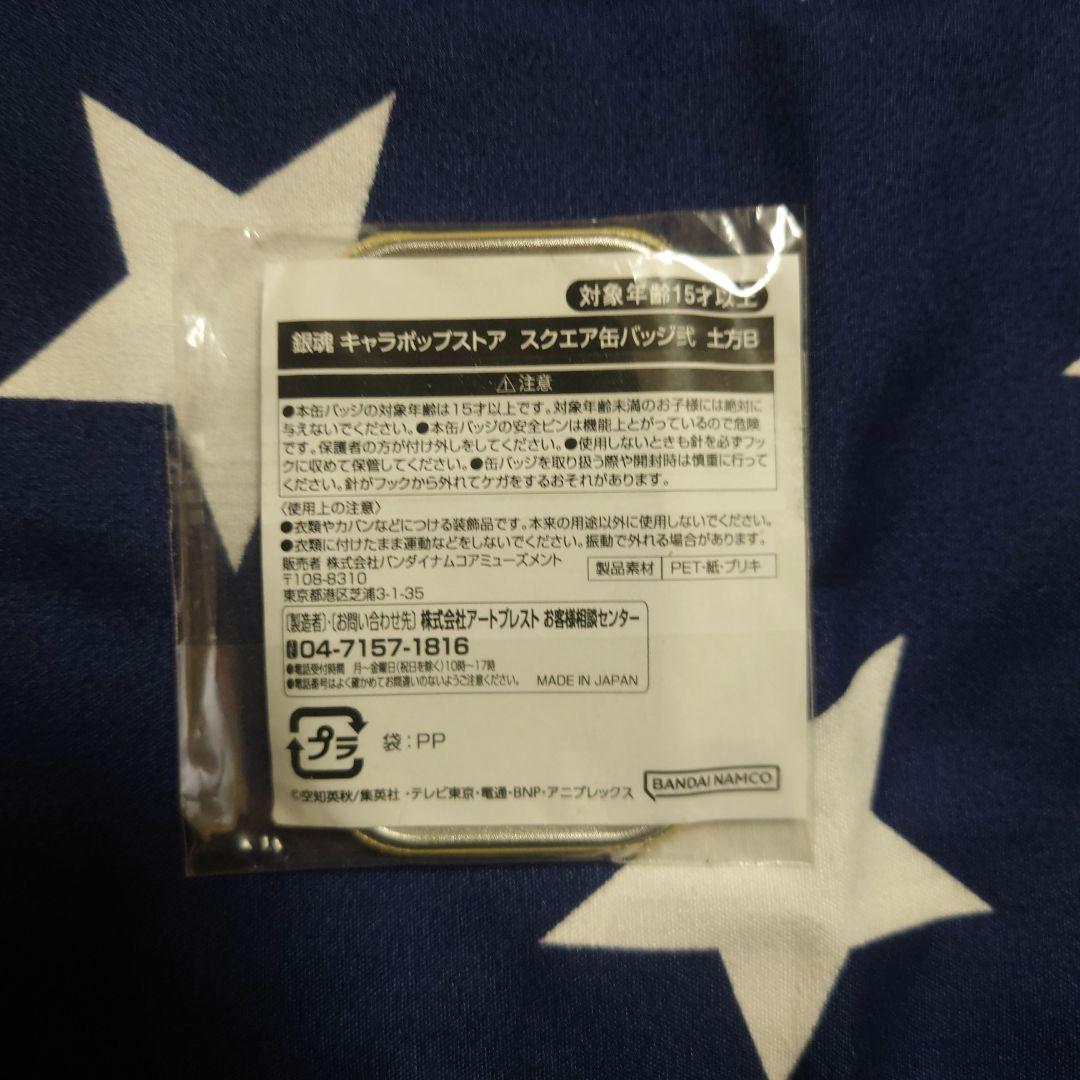 対象年齢15才以上
銀魂 キャラポップストア スクエア缶バッジ弐 土方B
⚠注意
●本缶バッジの対象年齢は15才以上です。対象年齢未満のお子様には絶対に
与えないでください。●本缶バッジの安全ピンは機能上とがっているので危険
です。保護者の方が付け外しをしてください。●使用しないときも針を必ずフッ
クに収めて保管してください。●缶バッジを取り扱う際や開封時は慎重に行って
ください。針がフックから外れてケガをするおそれがあります。
〈使用上の注意〉
●衣類やカバンなどにつける装飾品です。本来の用途以外に使用しないでください。
●衣類に付けたまま運動などをしないでください。振動で外れる場合があります。
販売者 株式会社バンダイナムコアミューズメント
〒108-8310
東京都港区芝浦3-1-35
製品素材 PET・紙・ブリキ
〔製造者〕・〔お問い合わせ先〕株式会社アートプレスト お客様相談センター
04-7157-1816
●電話受付時間 月〜金曜日(祝日を除く)10時〜17時
●電話番号はよく確かめてお間違いのないようご注意ください。 MADE IN JAPAN
プラ 袋：PP
©空知英秋/集英社・テレビ東京・電通・BNP・アニプレックス
BANDAI NAMCO